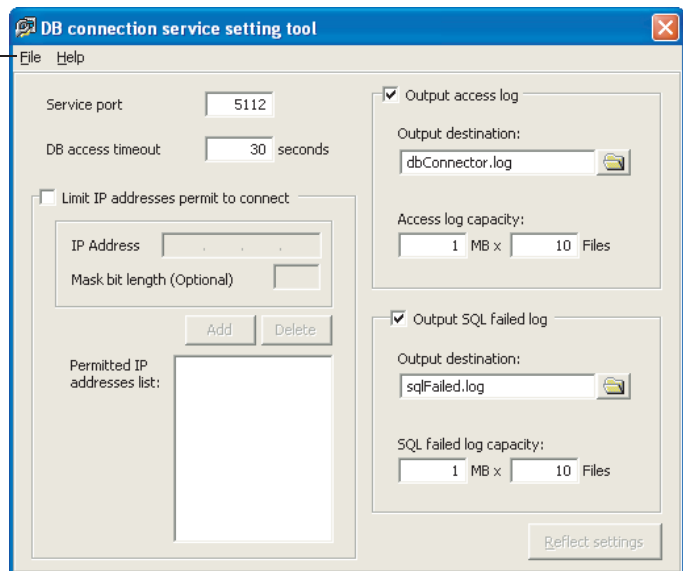 DB connection service setting tool
File Help
Service port 5112
DB access timeout 30 seconds
Limit IP addresses permit to connect
IP Address . . .
Mask bit length (Optional)
Add Delete
Permitted IP
addresses list:
Output access log
Output destination:
dbConnector.log
Access log capacity:
1 MB x 10 Files
Output SQL failed log
Output destination:
sqlFailed.log
SQL failed log capacity:
1 MB x 10 Files
Reflect settings